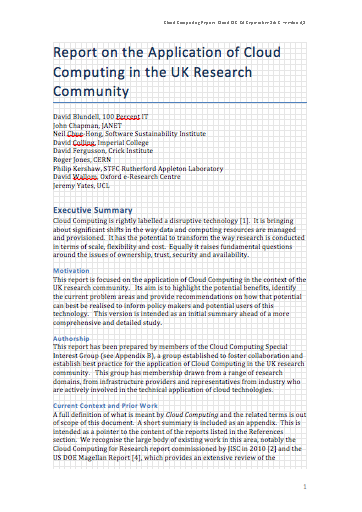 Report on the Application of Cloud
Computing in the UK Research
Community
David Blundell, 100 Percent IT
John Chapman, JANET
Neil Chue-Hong, Software Sustainability Institute
David Colling, Imperial College
David Fergusson, Crick Institute
Roger Jones, CERN
Philip Kershaw, STFC Rutherford Appleton Laboratory
David Wallom, Oxford e-Research Centre
Jeremy Yates, UCL
Executive Summary
Cloud Computing is rightly labelled a disruptive technology [1]. It is bringing
about significant shifts in the way data and computing resources are managed
and provisioned. It has the potential to transform the way research is conducted
in terms of scale, flexibility and cost. Equally it raises fundamental questions
around the issues of ownership, trust, security and availability.
Motivation
This report is focused on the application of Cloud Computing in the context of the
UK research community. Its aim is to highlight the potential benefits, identify
the current problem areas and provide recommendations on how that potential
can best be realised to inform policy makers and potential users of this
technology. This version is intended as an initial summary ahead of a more
comprehensive and detailed study.
Authorship
This report has been prepared by members of the Cloud Computing Special
Interest Group (see Appendix B), a group established to foster collaboration and
establish best practice for the application of Cloud Computing in the UK research
community. This group has membership drawn from a range of research
domains, from infrastructure providers and representatives from industry who
are actively involved in the technical application of cloud technologies.
Current Context and Prior Work
A full definition of what is meant by Cloud Computing and the related terms is out
of scope of this document. A short summary is included as an appendix. This is
intended as a pointer to the content of the reports listed in the References
section. We recognise the large body of existing work in this area, notably the
Cloud Computing for Research report commissioned by JISC in 2010 [2] and the
US DOE Magellan Report [4], which provides an extensive review of the
1